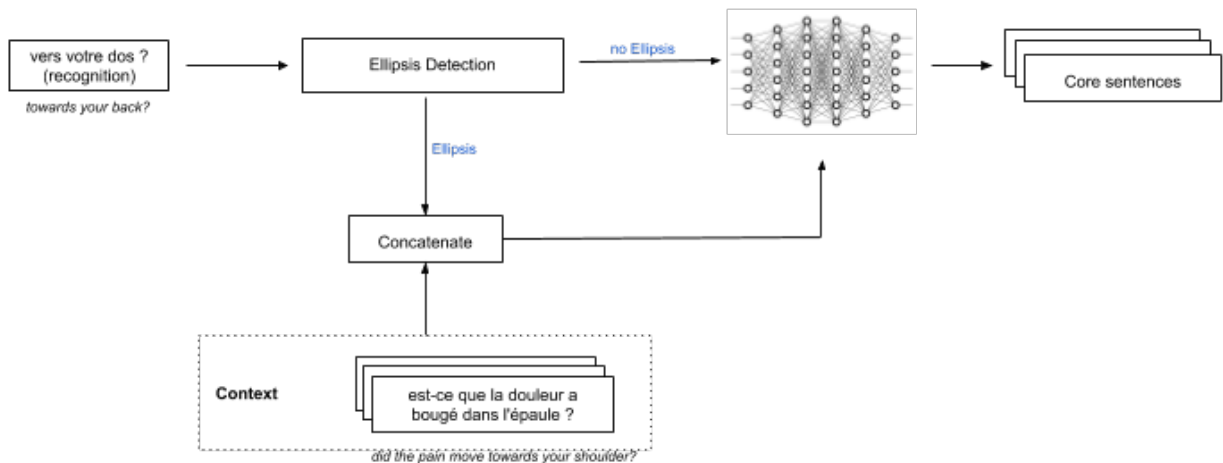 vers votre dos ?
(recognition)
towards your back?
Ellipsis Detection
no Ellipsis
Core sentences
Ellipsis
Concatenate
Context
est-ce que la douleur a
bougé dans l'épaule ?
did the pain move towards your shoulder?